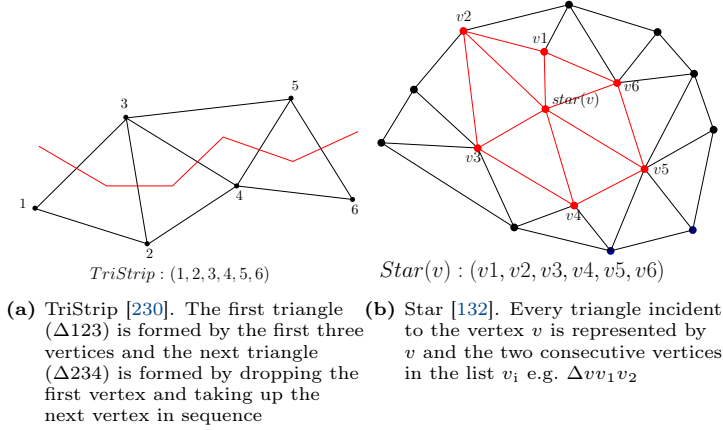 1
2
3
4
5
6
TriStrip : (1, 2, 3, 4, 5, 6)
(a) TriStrip [230]. The first triangle
(Δ123) is formed by the first three
vertices and the next triangle
(Δ234) is formed by dropping the
first vertex and taking up the
next vertex in sequence
v2
v1
v6
star(v)
v3
v5
v4
Star(v) : (v1, v2, v3, v4, v5, v6)
(b) Star [132]. Every triangle incident
to the vertex v is represented by
v and the two consecutive vertices
in the list vᵢ e.g. Δvv₁v₂